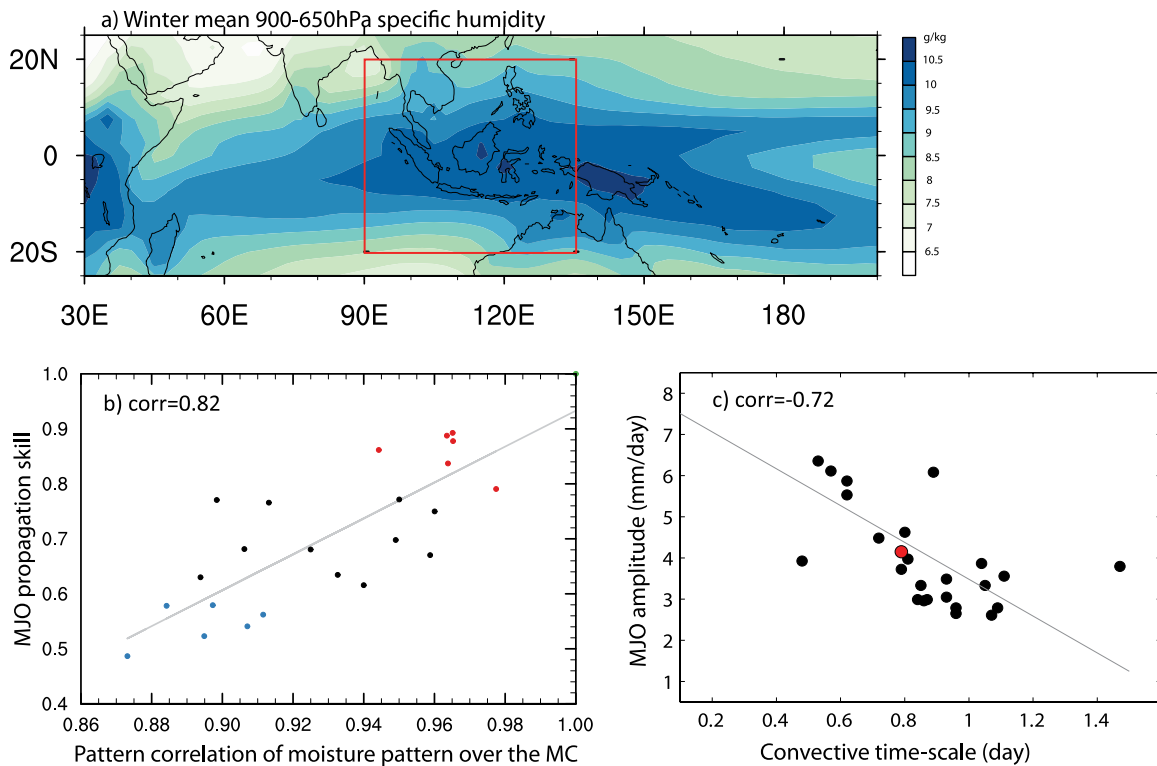 a) Winter mean 900-650hPa specific humidity
g/kg
20N
0
20S
10.5
10
9.5
9
8.5
8
7.5
7
6.5
30E 60E 90E 120E 150E 180
b) corr=0.82
MJO propagation skill
1.0
0.9
0.8
0.7
0.6
0.5
0.4
0.86 0.88 0.90 0.92 0.94 0.96 0.98 1.00
Pattern correlation of moisture pattern over the MC
c) corr=-0.72
MJO amplitude (mm/day)
8
7
6
5
4
3
2
1
0.2 0.4 0.6 0.8 1 1.2 1.4
Convective time-scale (day)